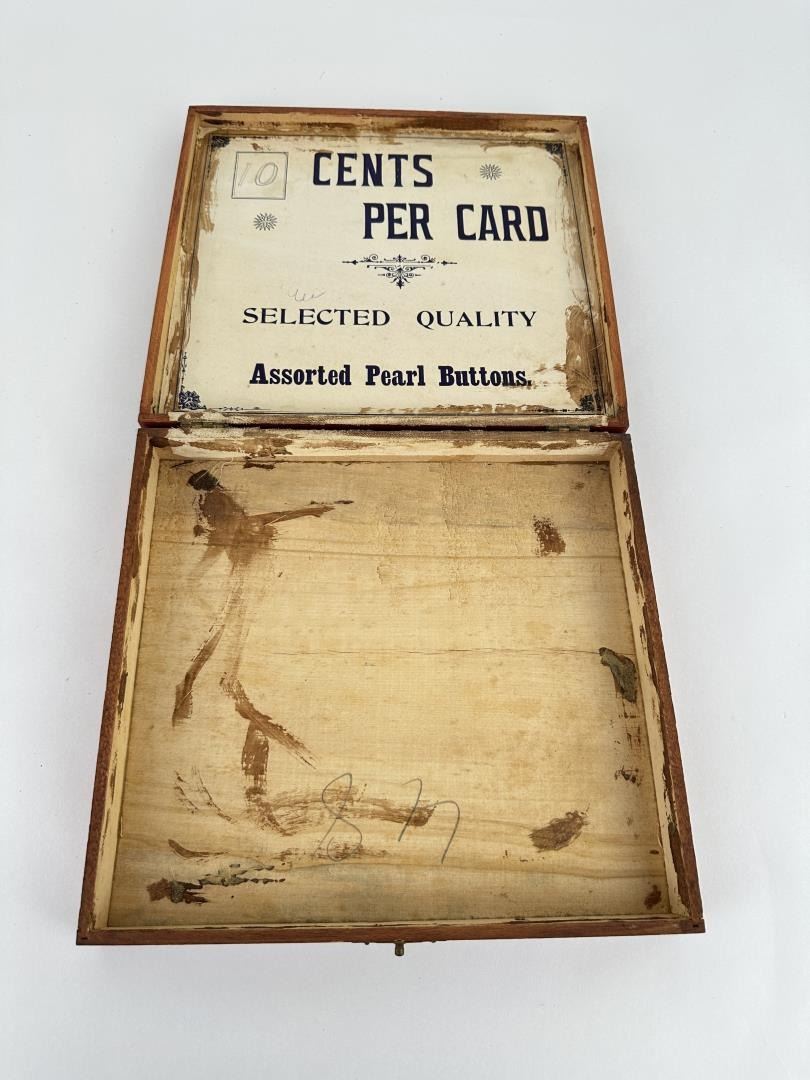 10 CENTS
PER CARD
SELECTED QUALITY
Assorted Pearl Buttons.